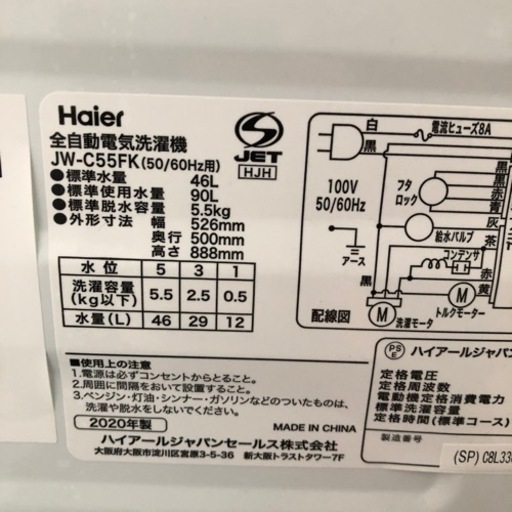 Haier
全自動電気洗濯機
JW-C55FK(50/60Hz用)
●標準水量 46L
●標準使用水量 90L
●標準脱水容量 5.5kg
●外形寸法 幅 526mm
奥行 500mm
高さ 888mm
S
JET
HJH
水位 5 3 1
洗濯容量(kg以下) 5.5 2.5 0.5
水量(L) 46 29 12
■使用上の注意
1.電源は必ずコンセントからとること。
2.周囲に間隔をおいて設置すること。
3.ベンジン・灯油・シンナー・ガソリンなどのついたものは、
洗濯や脱水をしないでください。
2020年製
MADE IN CHINA
ハイアールジャパンセールス株式会社
大阪府大阪市淀川区宮原3-5-36 新大阪トラストタワー7F
白
電流ヒューズ8A
黒
黒
100V
50/60Hz
フタ
ロック
黒
赤
青
灰
給水バルブ
茶
アース
コンデンサ
赤
黒
黄
M
M
トルクモーター
洗濯モータ
配線図
PS
E
ハイアールジャパン
定格電圧
定格周波数
電動機定格消費電力
標準洗濯容量
定格時間(標準コース)
製造番号
(SP) C8L33